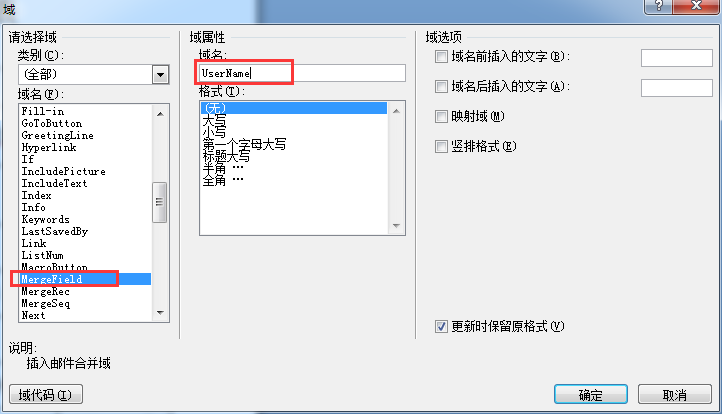 域
请选择域
类别(C):
(全部)
域名(F):
Fill-in
GoToButton
GreetingLine
Hyperlink
If
IncludePicture
IncludeText
Index
Info
Keywords
LastSavedBy
Link
ListNum
MacroButton
MergeField
MergeRec
MergeSeq
Next
说明:
插入邮件合并域
域代码(I)
域属性
域名:
UserName
格式(T):
(无)
大写
小写
第一个字母大写
标题大写
半角 …
全角 …
域选项
域名前插入的文字(B):
域名后插入的文字(A):
映射域(M)
竖排格式(E)
更新时保留原格式(V)
确定
取消